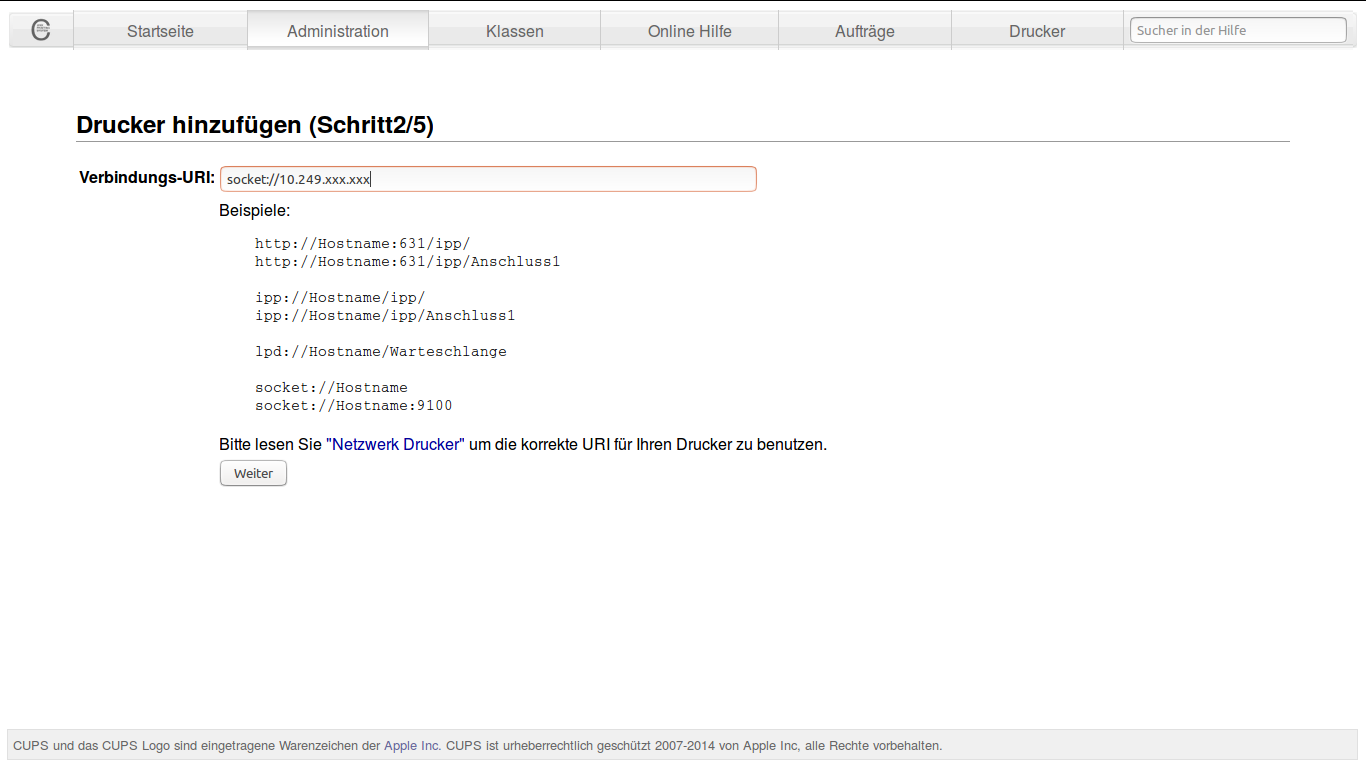 Startseite
Administration
Klassen
Online Hilfe
Aufträge
Drucker
Sucher in der Hilfe
Drucker hinzufügen (Schritt2/5)
Verbindungs-URI: socket://10.249.xxx.xxx
Beispiele:
http://Hostname:631/ipp/
http://Hostname:631/ipp/Anschluss1
ipp://Hostname/ipp/
ipp://Hostname/ipp/Anschluss1
lpd://Hostname/Warteschlange
socket://Hostname
socket://Hostname:9100
Bitte lesen Sie "Netzwerk Drucker" um die korrekte URI für Ihren Drucker zu benutzen.
Weiter
CUPS und das CUPS Logo sind eingetragene Warenzeichen der Apple Inc. CUPS ist urheberrechtlich geschützt 2007-2014 von Apple Inc, alle Rechte vorbehalten.